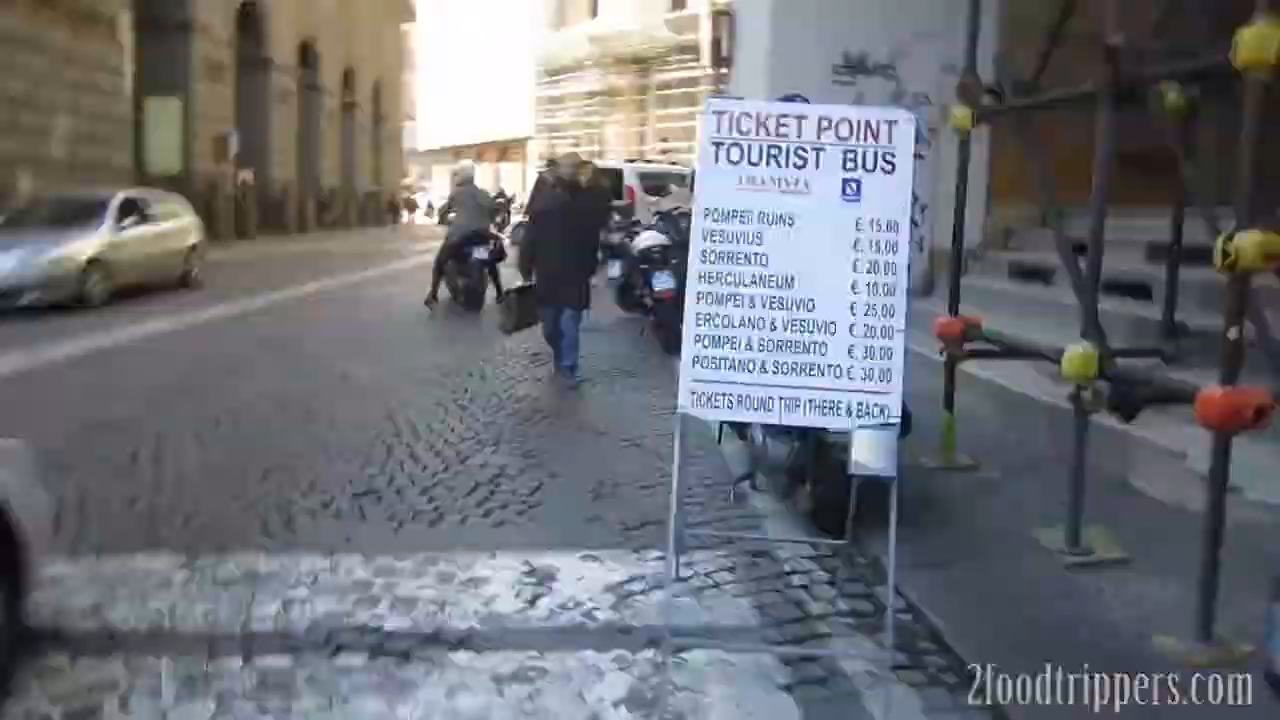 TICKET POINT
TOURIST BUS
POMPEII RUINS € 15,00
VESUVIUS € 15,00
SORRENTO € 20,00
HERCULANEUM € 10,00
POMPEI & VESUVIO € 25,00
ERCOLANO & VESUVIO € 20,00
POMPEI & SORRENTO € 30,00
POSITANO & SORRENTO € 30,00
TICKETS ROUND TRIP (THERE & BACK)
2foodtrippers.com